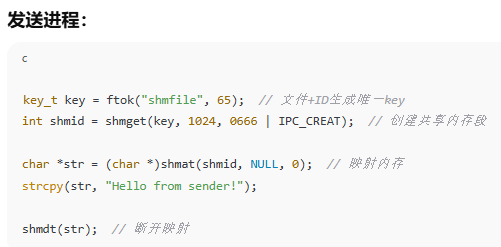 发送进程：
c
key_t key = ftok("shmfile", 65);  // 文件+ID生成唯一key
int shmid = shmget(key, 1024, 0666 | IPC_CREAT);  // 创建共享内存段
char *str = (char *)shmat(shmid, NULL, 0);  // 映射内存
strcpy(str, "Hello from sender!");
shmdt(str);  // 断开映射